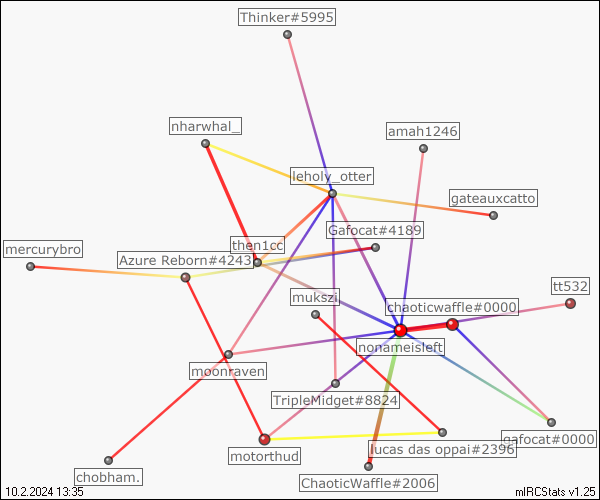 Thinker#5995
nharwhal_
amah1246
leholy_otter
gateauxcatto
Gafocat#4189
then1cc
mercurybro
Azure Reborn#4243
tt532
mukszi
chaoticwaffle#0000
nonameisleft
moonraven
TripleMidget#8824
gafocat#0000
lucas das oppai#2396
motorthud
chobham.
ChaoticWaffle#2006
10.2.2024 13:35
mIRCStats v1.25